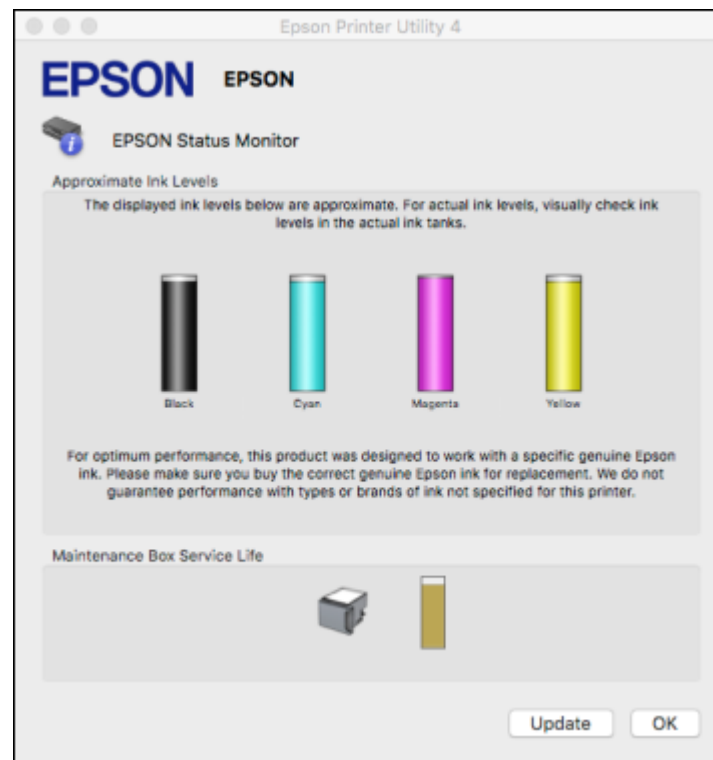 Epson Printer Utility 4
EPSON EPSON
EPSON Status Monitor
Approximate Ink Levels
The displayed ink levels below are approximate. For actual ink levels, visually check ink
levels in the actual ink tanks.
Black Cyan Magenta Yellow
For optimum performance, this product was designed to work with a specific genuine Epson
ink. Please make sure you buy the correct genuine Epson ink for replacement. We do not
guarantee performance with types or brands of ink not specified for this printer.
Maintenance Box Service Life
Update OK